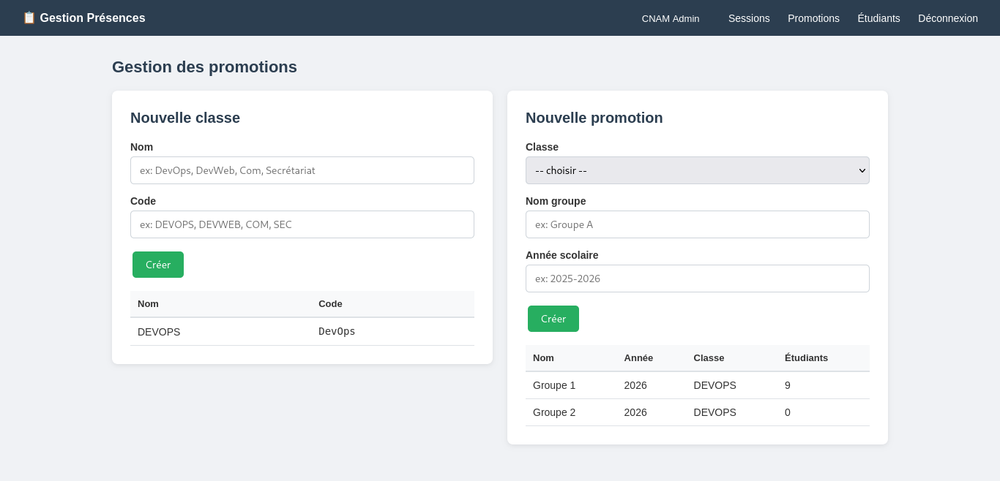 📋 Gestion Présences
CNAM Admin Sessions Promotions Étudiants Déconnexion
Gestion des promotions
Nouvelle classe
Nom
ex: DevOps, DevWeb, Com, Secrétariat
Code
ex: DEVOPS, DEVWEB, COM, SEC
Créer
Nom Code
DEVOPS DevOps
Nouvelle promotion
Classe
-- choisir --
Nom groupe
ex: Groupe A
Année scolaire
ex: 2025-2026
Créer
Nom Année Classe Étudiants
Groupe 1 2026 DEVOPS 9
Groupe 2 2026 DEVOPS 0